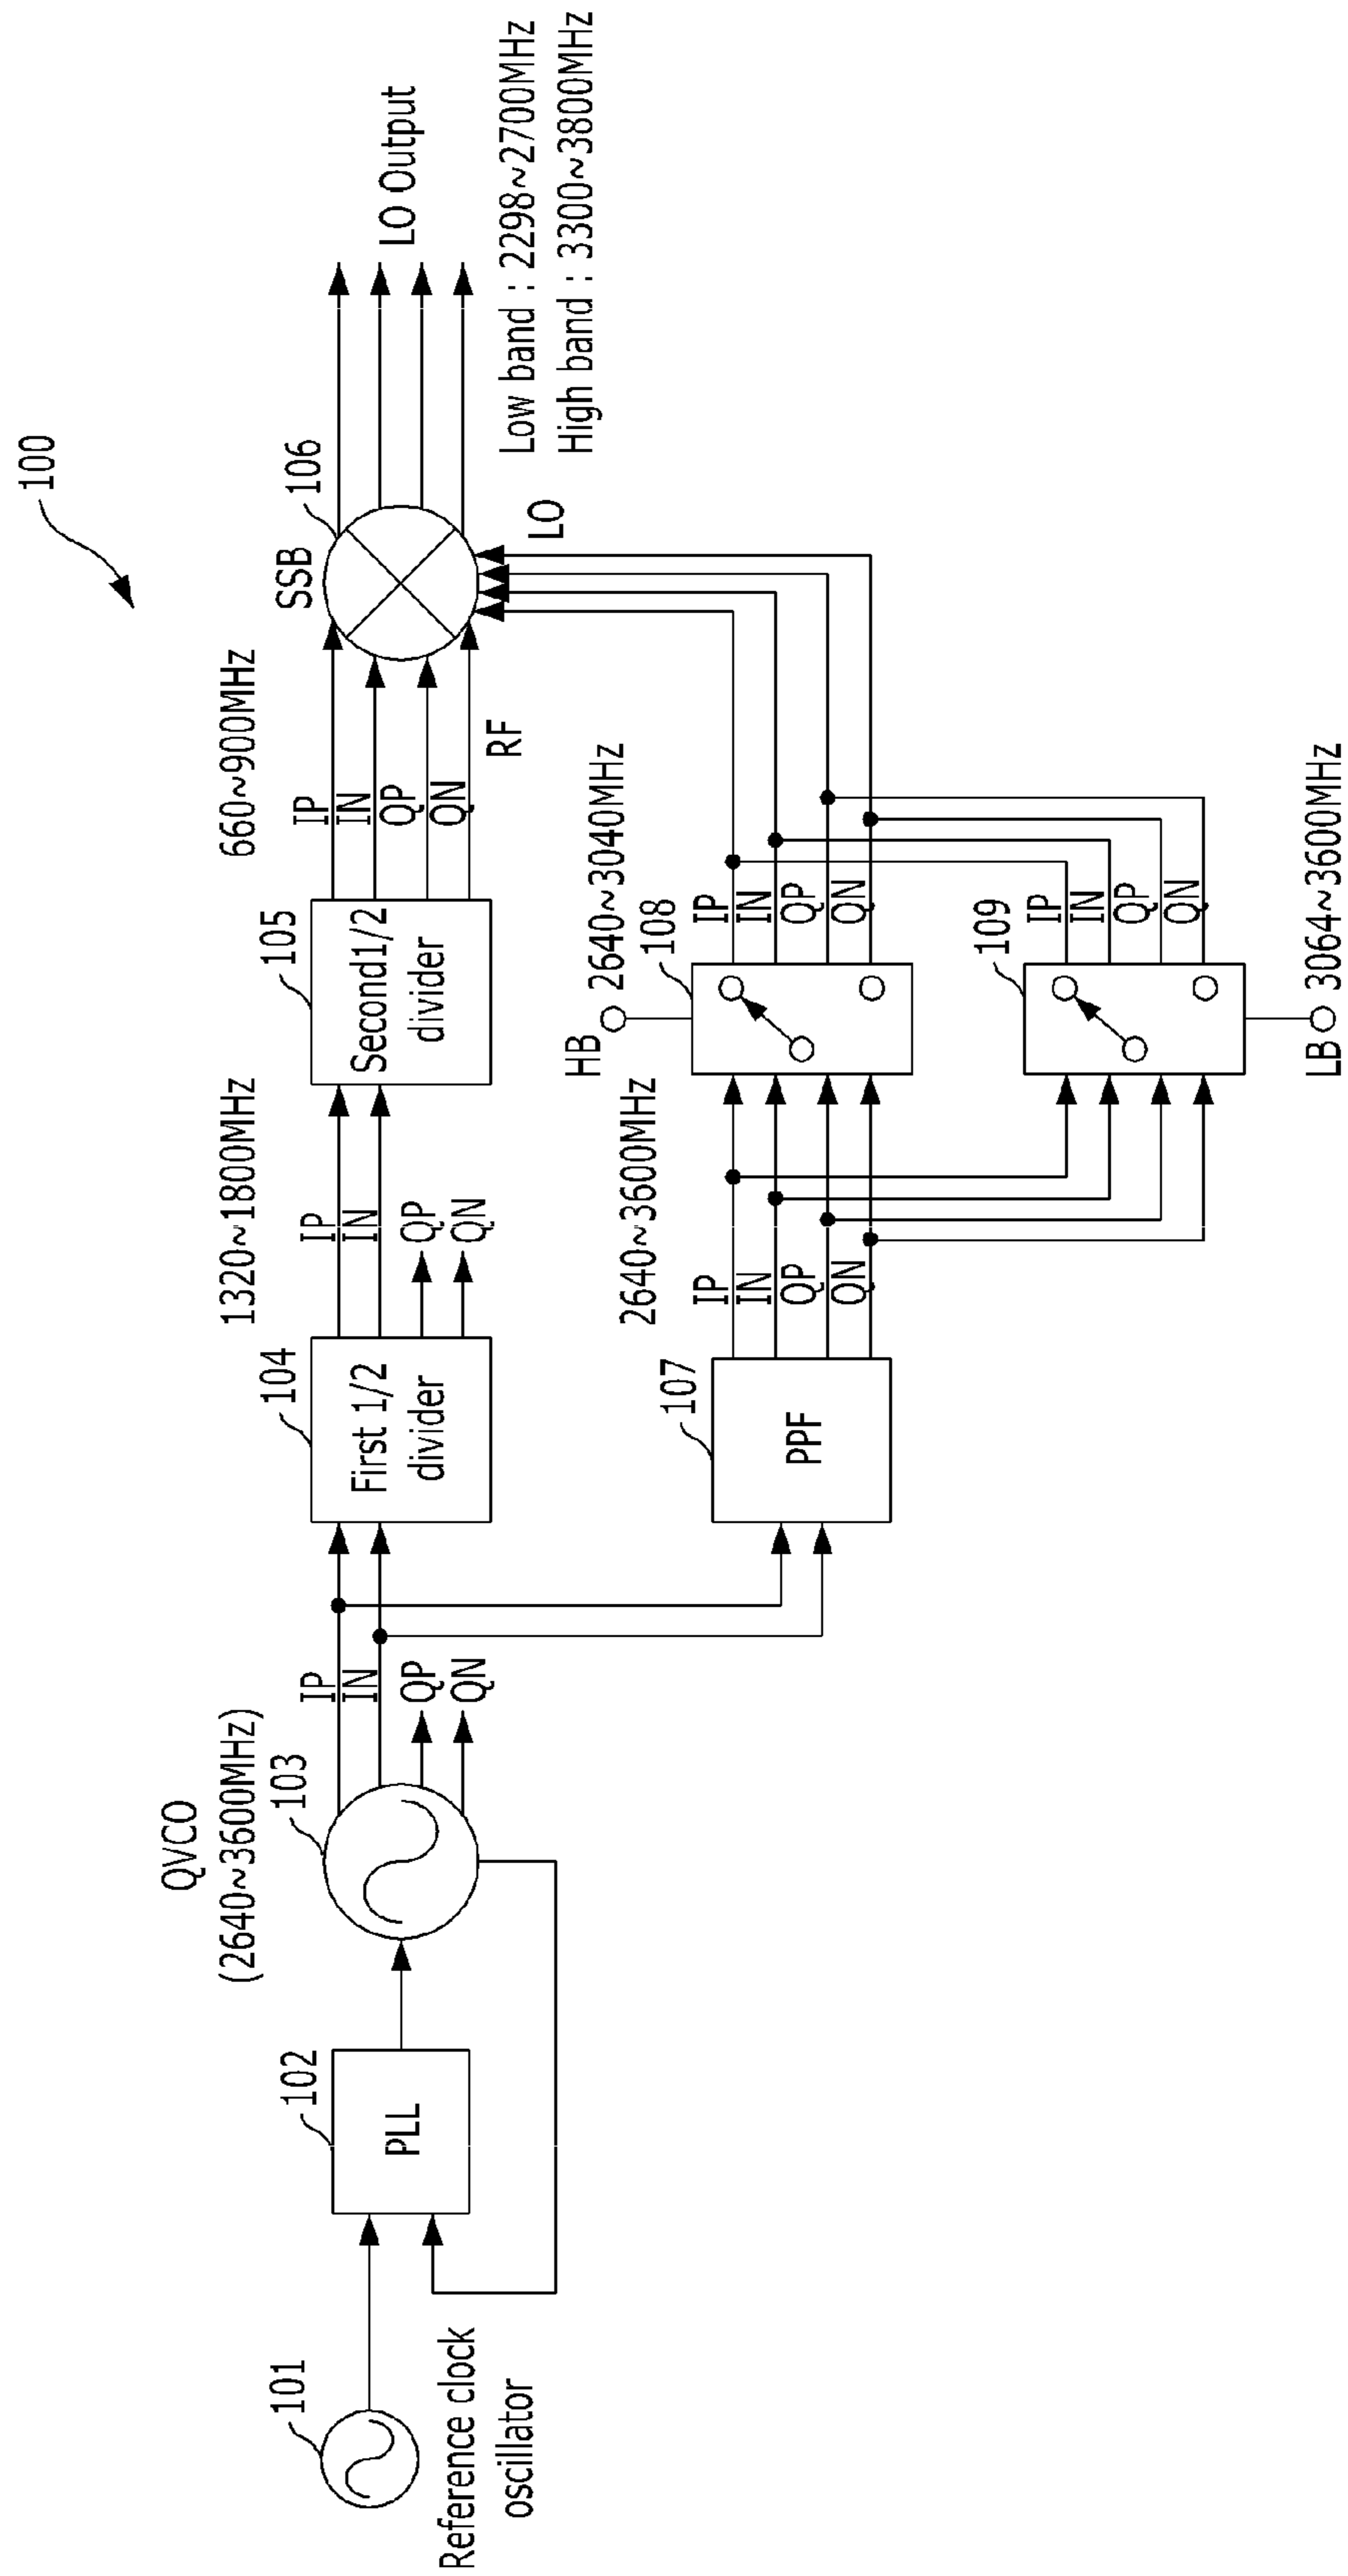 100
QVCO
(2640~3600MHz)
1320~1800MHz
660~900MHz
SSB
101
102
103
104
105
106
Reference clock
oscillator
PLL
IP
IN
QP
QN
First 1/2
divider
IP
IN
QP
QN
Second1/2
divider
IP
IN
QP
QN
RF
LO
LO Output
Low band : 2298~2700MHz
High band : 3300~3800MHz
107
PPF
2640~3600MHz
IP
IN
QP
QN
HB
2640~3040MHz
108
IP
IN
QP
QN
109
IP
IN
QP
QN
LB
3064~3600MHz